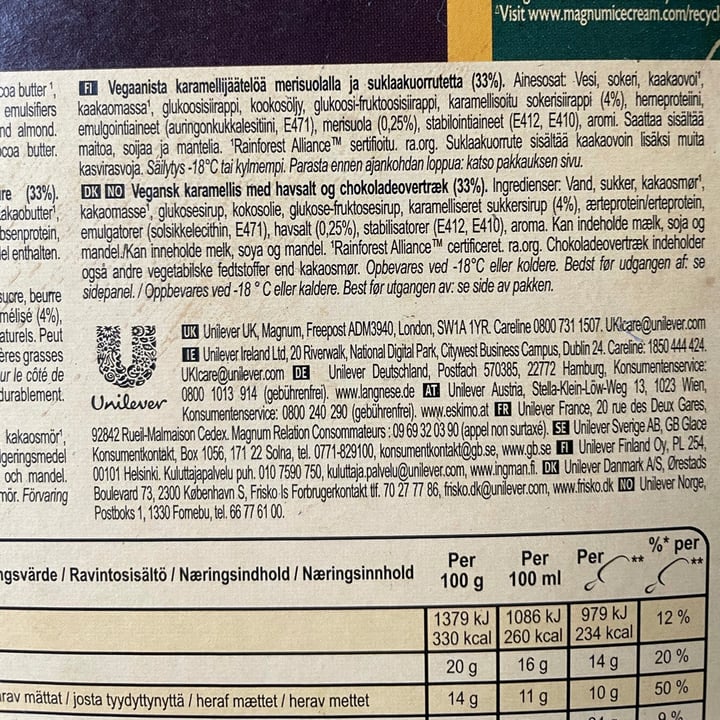 Visit www.magnumicecream.com/recycl
coa butter¹,
emulsifiers
nd almond.
coa butter.
re (33%).
akaobutter¹,
bsenprotein,
el enthalten.
sucre, beurre
mélisé (4%),
aturels. Peut
ères grasses
ur le côté de
durablement.
kakaosmör¹,
lgeringsmedel
och mandel.
mör. Förvaring
FI Vegaanista karamellijäätelöä merisuolalla ja suklaakuorrutetta (33%). Ainesosat: Vesi, sokeri, kaakaovoi¹,
kaakaomassa¹, glukoosisiirappi, kookosöljy, glukoosi-fruktoosisiirappi, karamellisoitu sokerisiirappi (4%), herneproteiini,
emulgointiaineet (auringonkukkalesitiini, E471), merisuola (0,25%), stabilointiaineet (E412, E410), aromi. Saattaa sisältää
maitoa, soijaa ja mantelia. ¹Rainforest Alliance™ sertifioitu. ra.org. Suklaakuorrute sisältää kaakaovoin lisäksi muita
kasvirasvoja. Säilytys -18°C tai kylmempi. Parasta ennen ajankohdan loppua: katso pakkauksen sivu.
DK NO Vegansk karamellis med havsalt og chokoladeovertræk (33%). Ingredienser: Vand, sukker, kakaosmør¹,
kakaomasse¹, glukosesirup, kokosolie, glukose-fruktosesirup, karamelliseret sukkersirup (4%), ærteprotein/erteprotein,
emulgatorer (solsikkelecithin, E471), havsalt (0,25%), stabilisatorer (E412, E410), aroma. Kan indeholde mælk, soja og
mandel./Kan inneholde melk, soya og mandel. ¹Rainforest Alliance™ certificeret. ra.org. Chokoladeovertræk indeholder
også andre vegetabilske fedtstoffer end kakaosmør. Opbevares ved -18°C eller koldere. Bedst før udgangen af: se
sidepanel. / Oppbevares ved -18 °C eller kaldere. Best før utgangen av: se side av pakken.
Unilever
UK Unilever UK, Magnum, Freepost ADM3940, London, SW1A 1YR. Careline 0800 731 1507. UKIcare@unilever.com
IE Unilever Ireland Ltd, 20 Riverwalk, National Digital Park, Citywest Business Campus, Dublin 24. Careline: 1850 444 424.
UKIcare@unilever.com DE Unilever Deutschland, Postfach 570385, 22772 Hamburg, Konsumentenservice:
0800 1013 914 (gebührenfrei). www.langnese.de AT Unilever Austria, Stella-Klein-Löw-Weg 13, 1023 Wien,
Konsumentenservice: 0800 240 290 (gebührenfrei). www.eskimo.at FR Unilever France, 20 rue des Deux Gares,
92842 Rueil-Malmaison Cedex. Magnum Relation Consommateurs : 09 69 32 03 90 (appel non surtaxé). SE Unilever Sverige AB, GB Glace
Konsumentkontakt, Box 1056, 171 22 Solna, tel. 0771-829100, konsumentkontakt@gb.se, www.gb.se FI Unilever Finland Oy, PL 254,
00101 Helsinki. Kuluttajapalvelu puh. 010 7590 750, kuluttaja.palvelu@unilever.com, www.ingman.fi. DK Unilever Danmark A/S, Ørestads
Boulevard 73, 2300 København S, Frisko Is Forbrugerkontakt tlf. 70 27 77 86, frisko.dk@unilever.com, www.frisko.dk NO Unilever Norge,
Postboks 1, 1330 Fornebu, tel. 66 77 61 00.
ngsvärde / Ravintosisältö / Næringsindhold / Næringsinnhold Per 100 g Per 100 ml Per ** %* per **
1379 kJ 1086 kJ 979 kJ 12 %
330 kcal 260 kcal 234 kcal
20 g 16 g 14 g 20 %
rav mättat / josta tyydyttynyttä / heraf mættet / herav mettet 14 g 11 g 10 g 50 %